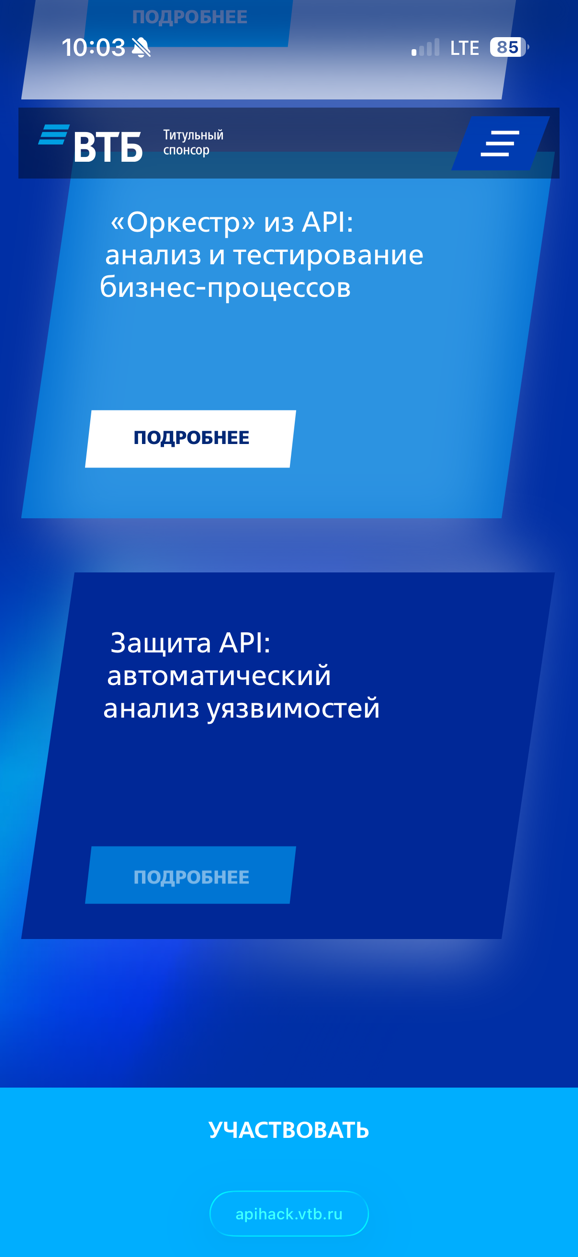 ПОДРОБНЕЕ
10:03
LTE
85
ВТБ
Титульный
спонсор
«Оркестр» из API:
анализ и тестирование
бизнес-процессов
ПОДРОБНЕЕ
Защита API:
автоматический
анализ уязвимостей
ПОДРОБНЕЕ
УЧАСТВОВАТЬ
apihack.vtb.ru